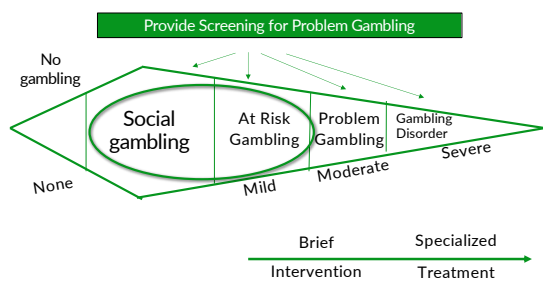 Provide Screening for Problem Gambling
No
gambling
Social
gambling
At Risk
Gambling
Problem
Gambling
Gambling
Disorder
None
Mild
Moderate
Severe
Brief
Intervention
Specialized
Treatment